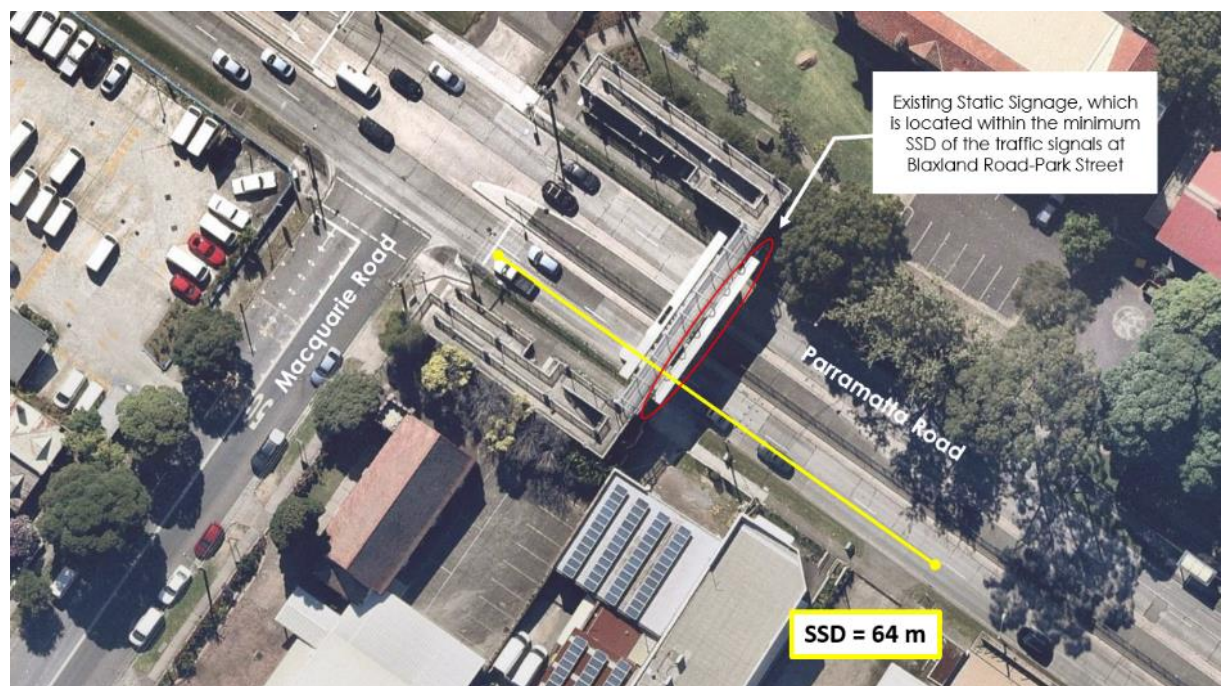 Existing Static Signage, which
is located within the minimum
SSD of the traffic signals at
Blaxland Road-Park Street
Macquarie Road
Parramatta Road
SSD = 64 m